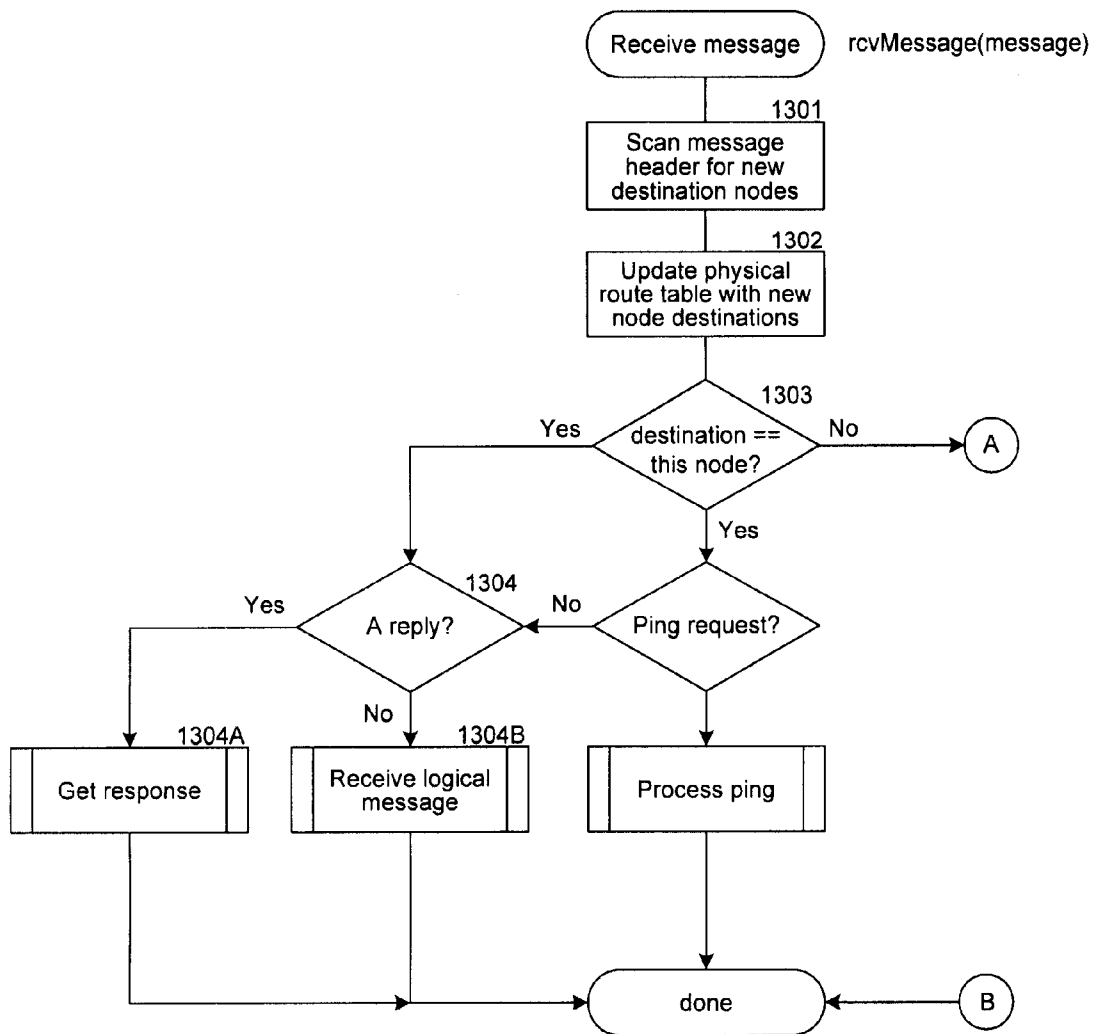 Receive message
rcvMessage(message)
1301
Scan message
header for new
destination nodes
1302
Update physical
route table with new
node destinations
1303
Yes
destination ==
this node?
No
A
Yes
1304
Yes
A reply?
No
Ping request?
No
1304A
Get response
1304B
Receive logical
message
Process ping
done
B